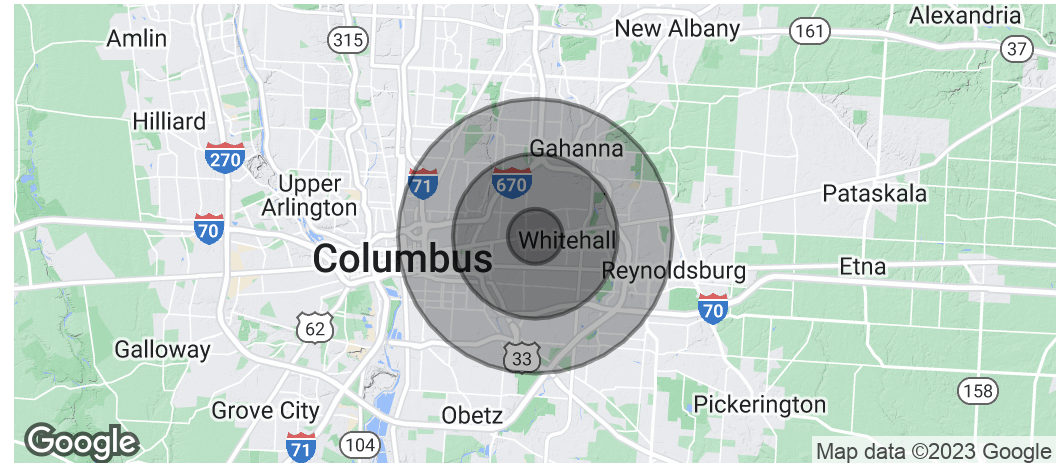 Alexandria
New Albany
161
Amlin
315
37
Hilliard
Gahanna
270
71
670
Upper
Arlington
Pataskala
70
Whitehall
Columbus
Reynoldsburg
Etna
70
62
Galloway
33
158
Grove City
Obetz
Pickerington
71
104
Google
Map data ©2023 Google